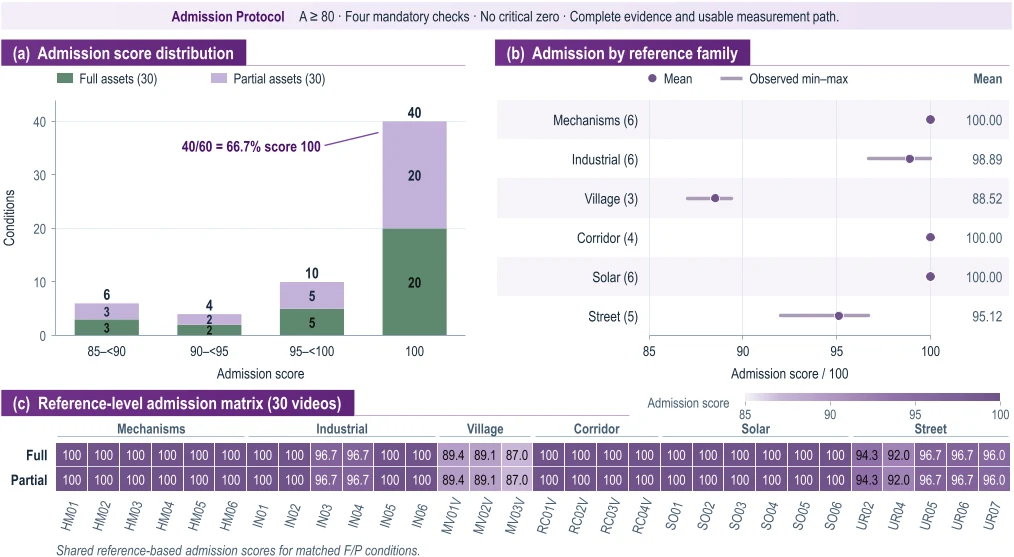 Admission Protocol A ≥ 80 · Four mandatory checks · No critical zero · Complete evidence and usable measurement path.
(a) Admission score distribution
Full assets (30) Partial assets (30)
Conditions
40
30
20
10
0
40/60 = 66.7% score 100
6
3
3
4
2
2
10
5
5
40
20
20
85–<90 90–<95 95–<100 100
Admission score
(b) Admission by reference family
Mean Observed min–max Mean
Mechanisms (6) 100.00
Industrial (6) 98.89
Village (3) 88.52
Corridor (4) 100.00
Solar (6) 100.00
Street (5) 95.12
85 90 95 100
Admission score / 100
(c) Reference-level admission matrix (30 videos)
Admission score
85 90 95 100
Mechanisms Industrial Village Corridor Solar Street
Full 100 100 100 100 100 100 100 100 96.7 96.7 100 100 89.4 89.1 87.0 100 100 100 100 100 100 100 100 100 100 94.3 92.0 96.7 96.7 96.0
Partial 100 100 100 100 100 100 100 100 96.7 96.7 100 100 89.4 89.1 87.0 100 100 100 100 100 100 100 100 100 100 94.3 92.0 96.7 96.7 96.0
HM01 HM02 HM03 HM04 HM05 HM06 IN01 IN02 IN03 IN04 IN05 IN06 MV01V MV02V MV03V RC01V RC02V RC03V RC04V SO01 SO02 SO03 SO04 SO05 SO06 UR02 UR04 UR05 UR06 UR07
Shared reference-based admission scores for matched F/P conditions.